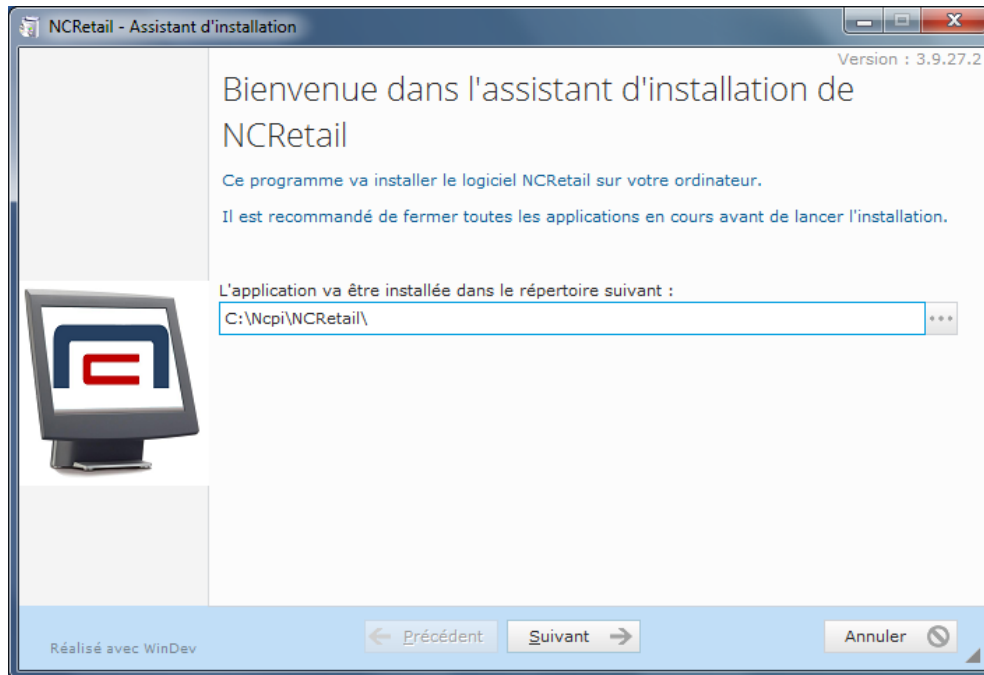 NCRetail - Assistant d'installation
Version : 3.9.27.2
Bienvenue dans l'assistant d'installation de
NCRetail
Ce programme va installer le logiciel NCRetail sur votre ordinateur.
Il est recommandé de fermer toutes les applications en cours avant de lancer l'installation.
L'application va être installée dans le répertoire suivant :
C:\Ncpi\NCRetail\
Réalisé avec WinDev
Précédent
Suivant
Annuler